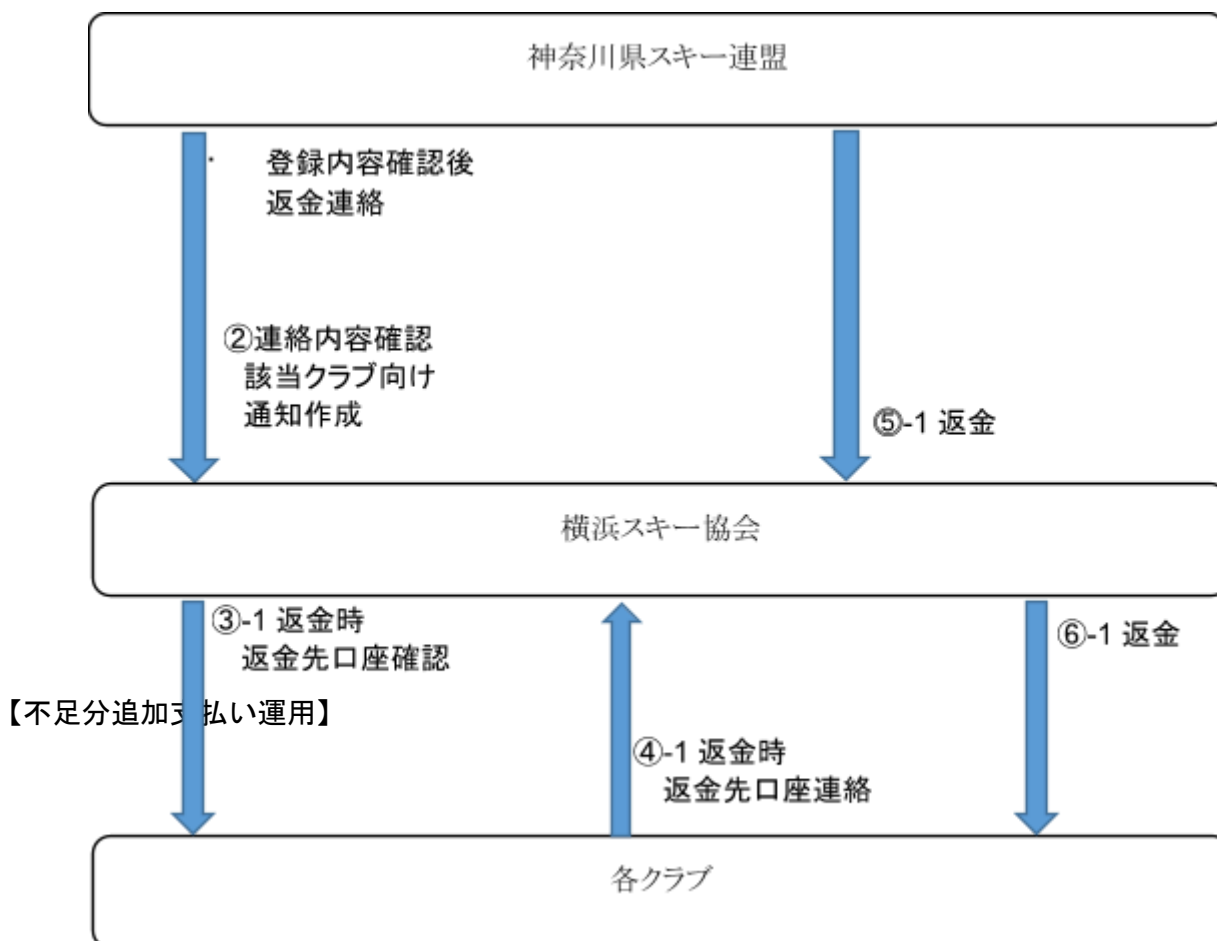 神奈川県スキー連盟
・ 登録内容確認後
返金連絡
②連絡内容確認
該当クラブ向け
通知作成
⑤-1 返金
横浜スキー協会
③-1 返金時
返金先口座確認
⑥-1 返金
【不足分追加支払い運用】
④-1 返金時
返金先口座連絡
各クラブ